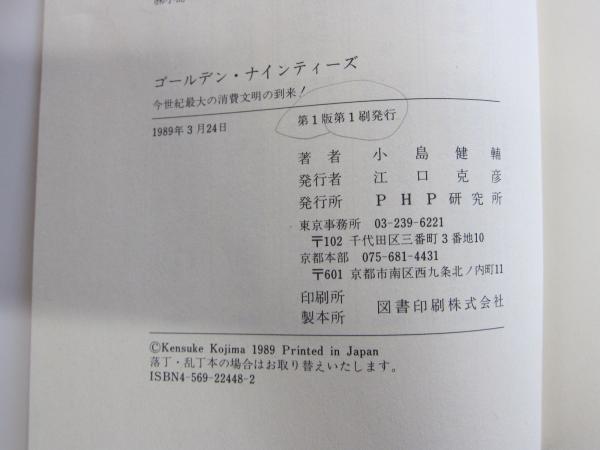 ゴールデン・ナインティーズ
今世紀最大の消費文明の到来!
1989年3月24日 第1版第1刷発行
著者 小島健輔
発行者 江口克彦
発行所 PHP研究所
東京事務所 03-239-6221
〒102 千代田区三番町3番地10
京都本部 075-681-4431
〒601 京都市南区西九条北ノ内町11
印刷所
製本所 図書印刷株式会社
©Kensuke Kojima 1989 Printed in Japan
落丁・乱丁本の場合はお取り替えいたします。
ISBN4-569-22448-2